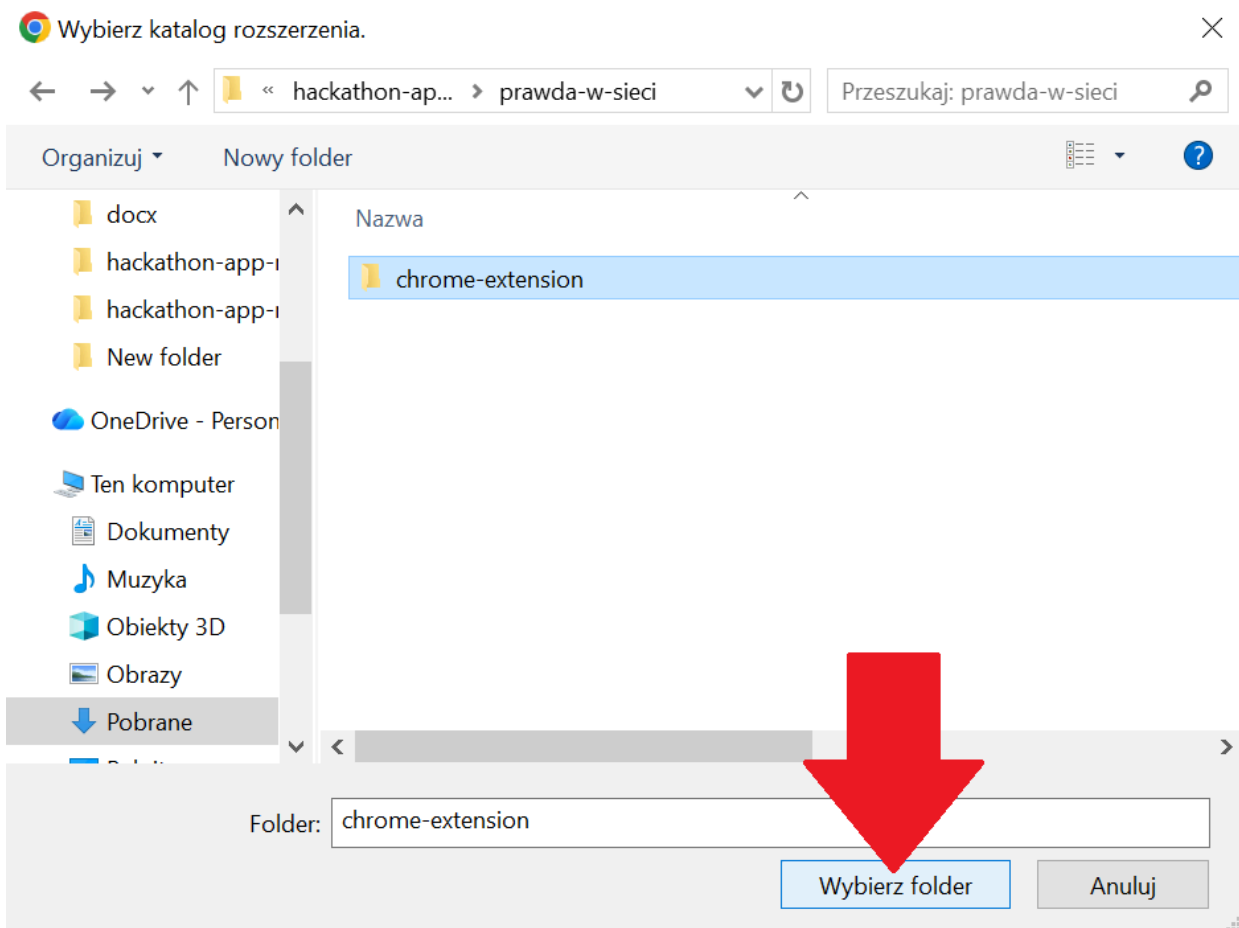 Wybierz katalog rozszerzenia.
« hackathon-ap... > prawda-w-sieci
Przeszukaj: prawda-w-sieci
Organizuj
Nowy folder
?
docx
hackathon-app-
hackathon-app-
New folder
OneDrive - Person
Ten komputer
Dokumenty
Muzyka
Obiekty 3D
Obrazy
Pobrane
Nazwa
chrome-extension
Folder: chrome-extension
Wybierz folder
Anuluj